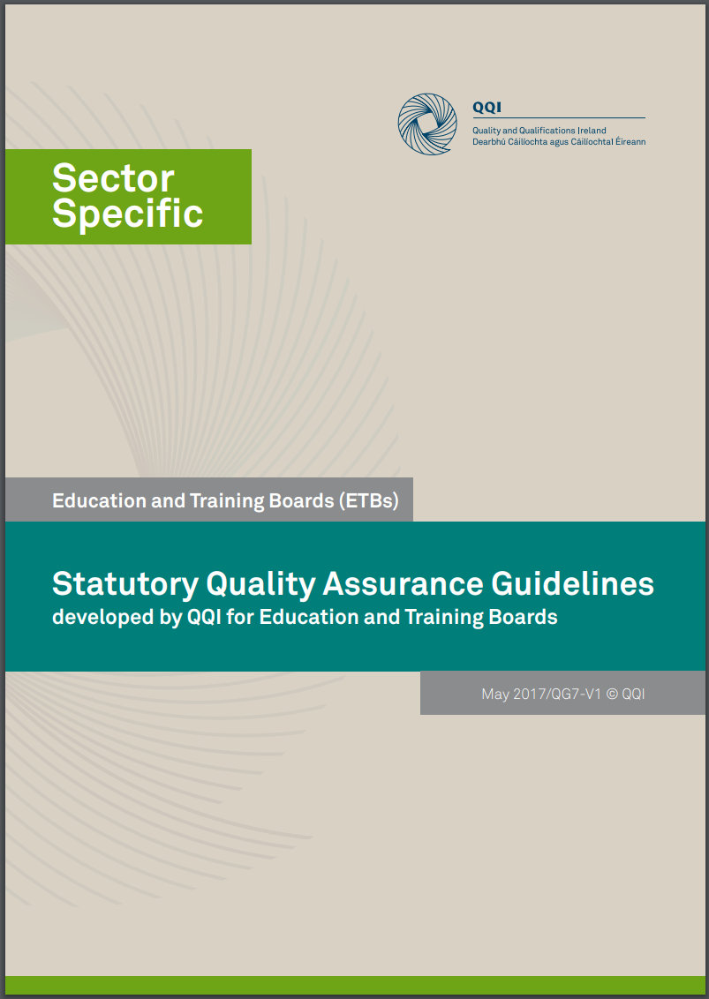 QQI
Quality and Qualifications Ireland
Dearbhú Cáilíochta agus Cáilíochtaí Éireann
Sector
Specific
Education and Training Boards (ETBs)
Statutory Quality Assurance Guidelines
developed by QQI for Education and Training Boards
May 2017/QG7-V1 © QQI